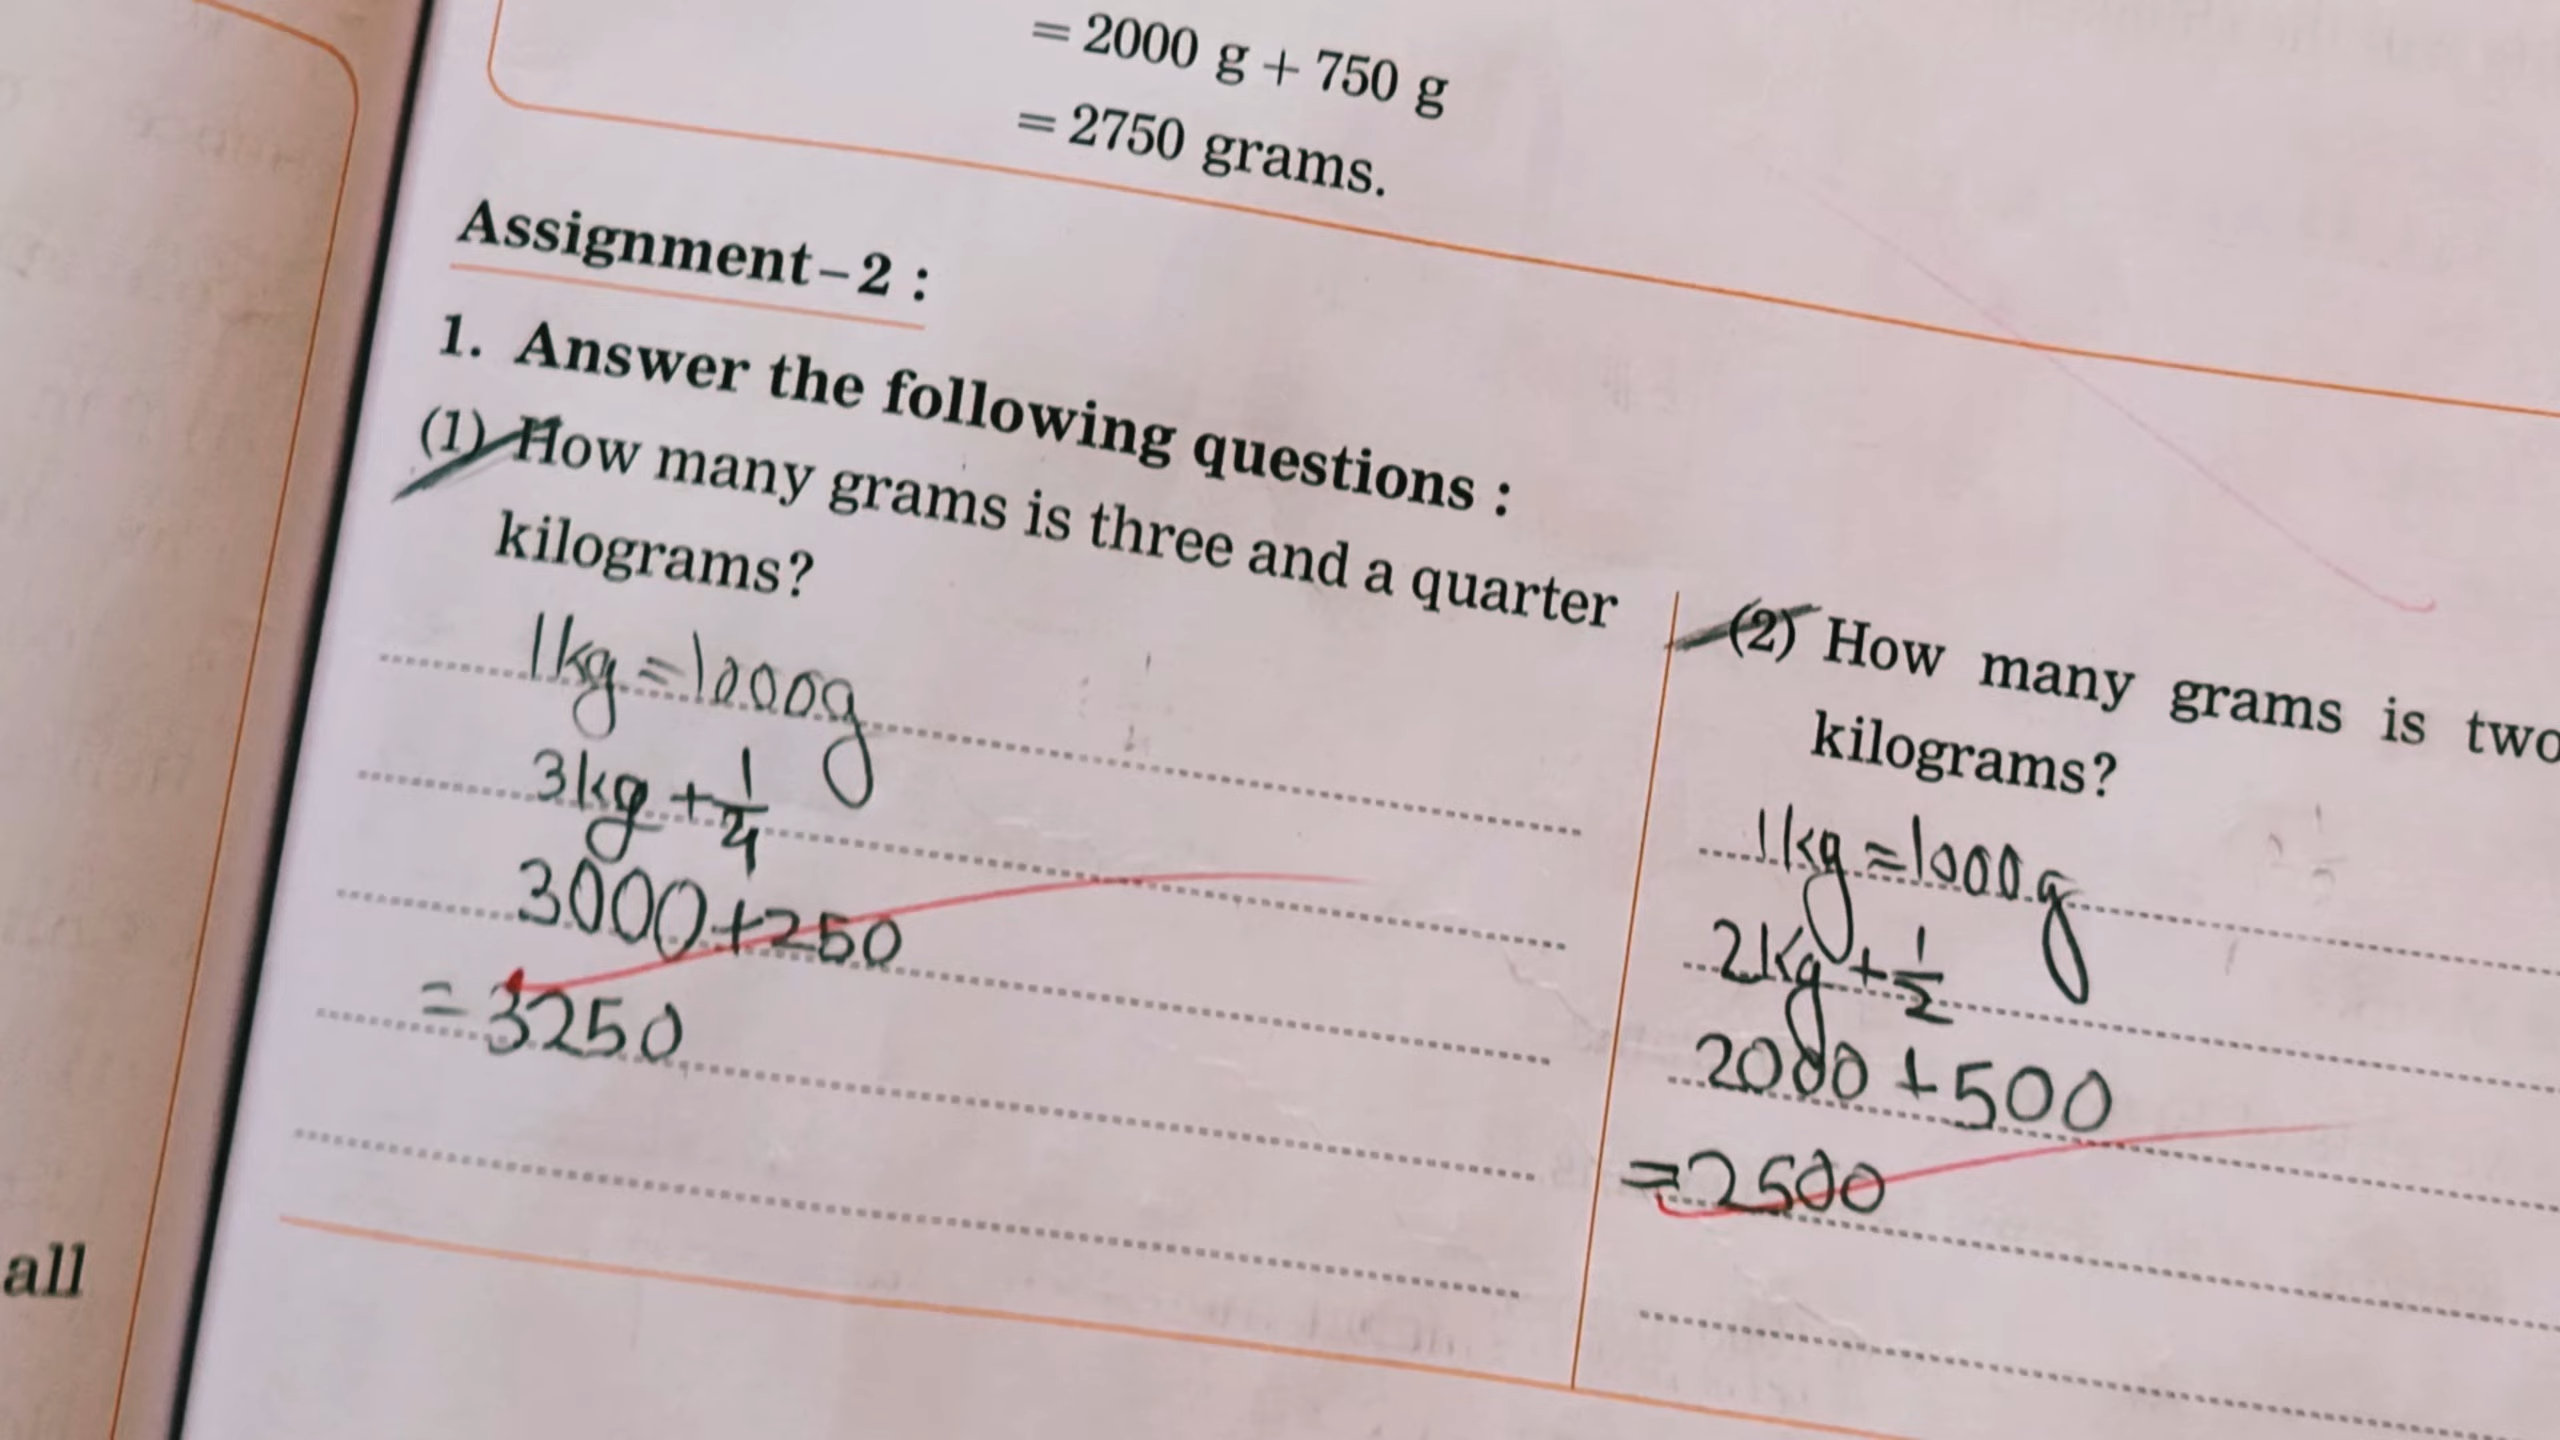 = 2000 g + 750 g
= 2750 grams.
Assignment–2 :
1. Answer the following questions :
(1) How many grams is three and a quarter
kilograms?
1kg = 1000g
3kg + 1/4
3000+250
= 3250
(2) How many grams is two
kilograms?
1kg = 1000g
2kg + 1/2
2000 + 500
= 2500
all